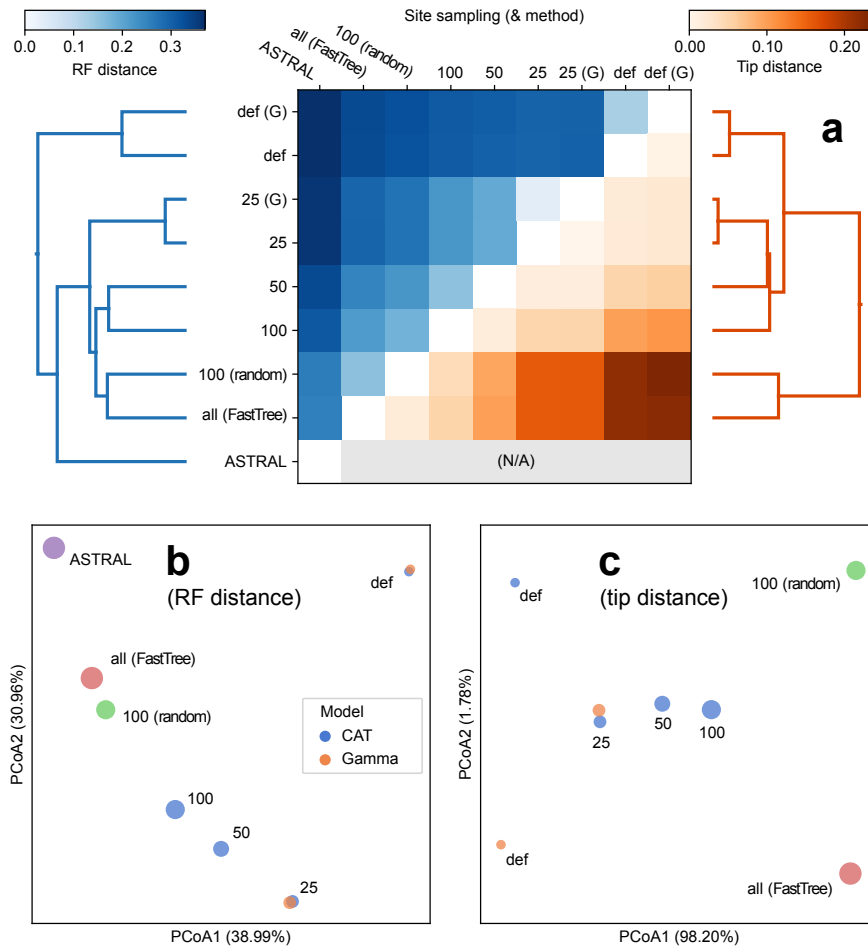 Site sampling (& method)
0.0 0.1 0.2 0.3
RF distance
0.00 0.10 0.20
Tip distance
ASTRAL
all (FastTree)
100 (random)
100
50
25
25 (G)
def
def (G)
a
def (G)
def
25 (G)
25
50
100
100 (random)
all (FastTree)
ASTRAL
(N/A)
b
(RF distance)
ASTRAL
def
all (FastTree)
100 (random)
Model
CAT
Gamma
100
50
25
PCoA2 (30.96%)
PCoA1 (38.99%)
c
(tip distance)
def
100 (random)
25
50
100
def
all (FastTree)
PCoA2 (1.78%)
PCoA1 (98.20%)